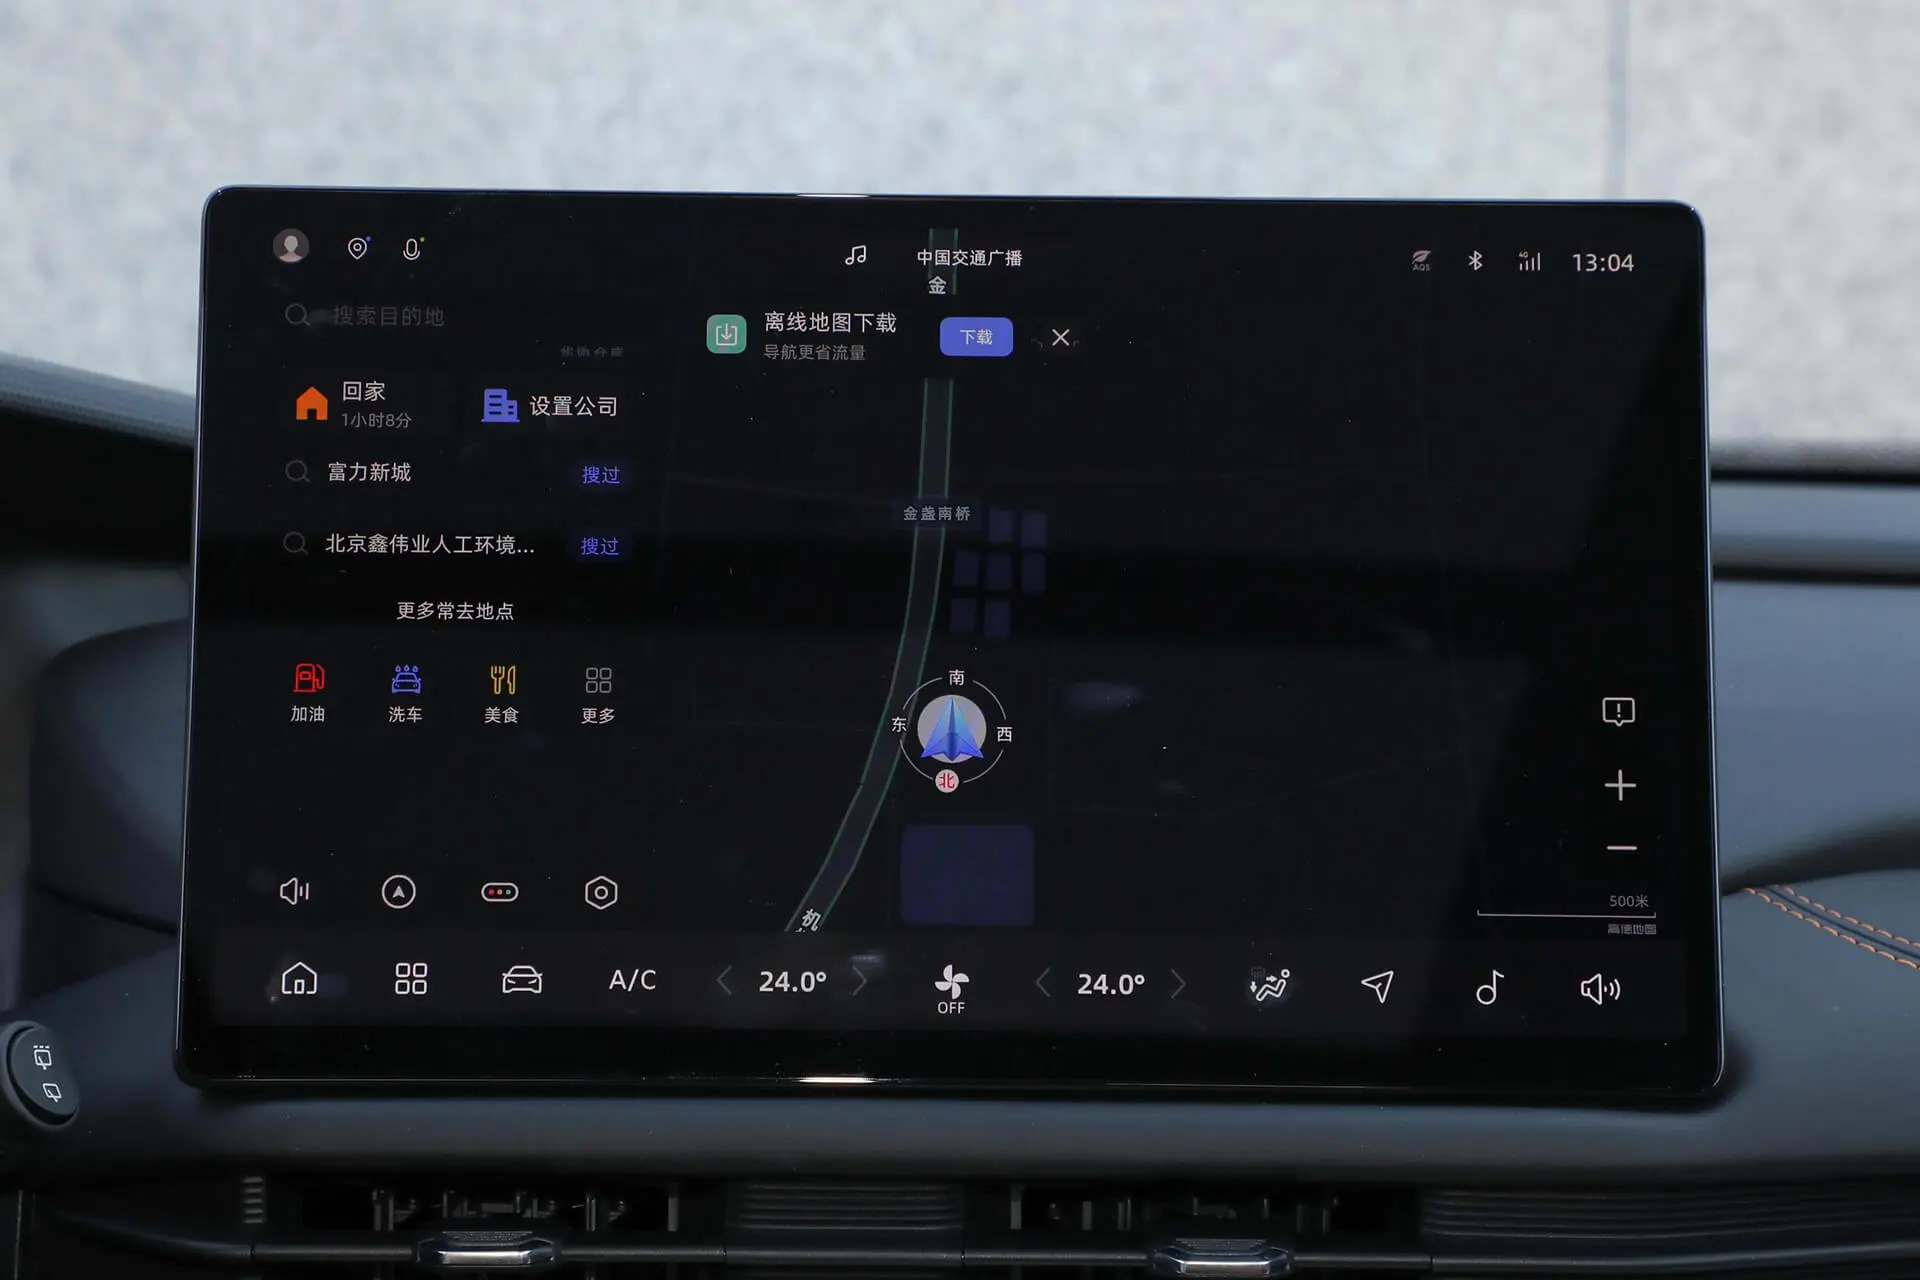 中国交通广播
AQS
4G
13:04
金
搜索目的地
离线地图下载
导航更省流量
下载
回家
1小时8分
设置公司
富力新城
搜过
金盏南桥
北京鑫伟业人工环境...
搜过
更多常去地点
加油
洗车
美食
更多
南
东
西
北
机
500米
高德地图
A/C
24.0°
OFF
24.0°